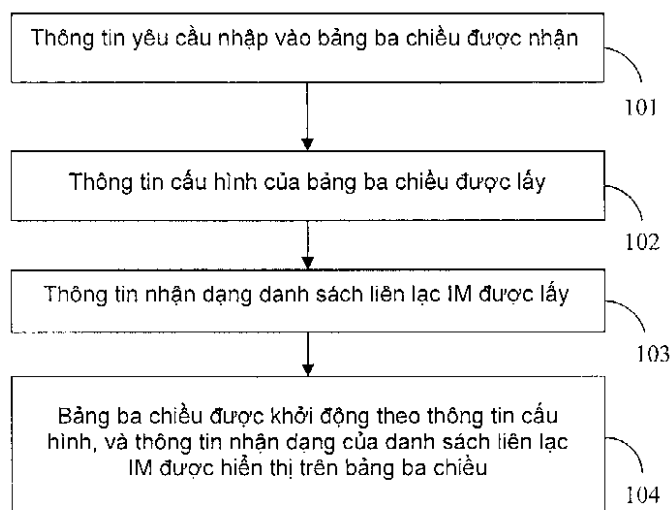 Thông tin yêu cầu nhập vào bảng ba chiều được nhận
101
Thông tin cấu hình của bảng ba chiều được lấy
102
Thông tin nhận dạng danh sách liên lạc IM được lấy
103
Bảng ba chiều được khởi động theo thông tin cấu
hình, và thông tin nhận dạng của danh sách liên lạc
IM được hiển thị trên bảng ba chiều
104